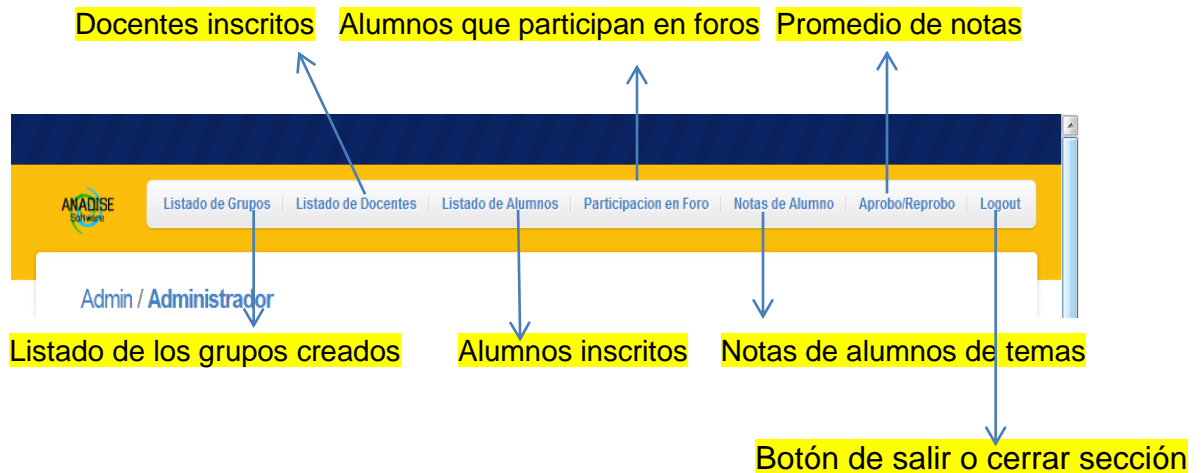 Docentes inscritos Alumnos que participan en foros Promedio de notas
ANADISE
Software
Listado de Grupos Listado de Docentes Listado de Alumnos Participacion en Foro Notas de Alumno Aprobo/Reprobo Logout
Admin / Administrador
Listado de los grupos creados Alumnos inscritos Notas de alumnos de temas
Botón de salir o cerrar sección